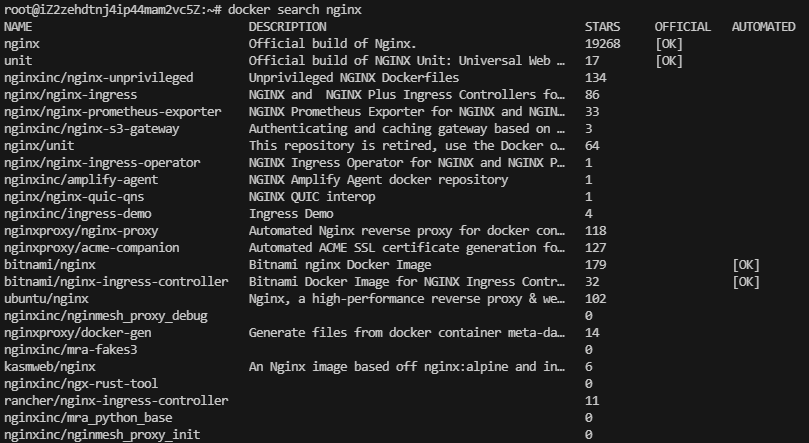 root@iZ2zehdtnj4ip44mam2vc5Z:~# docker search nginx
NAME DESCRIPTION STARS OFFICIAL AUTOMATED
nginx Official build of Nginx. 19268 [OK]
unit Official build of NGINX Unit: Universal Web … 17 [OK]
nginxinc/nginx-unprivileged Unprivileged NGINX Dockerfiles 134
nginx/nginx-ingress NGINX and  NGINX Plus Ingress Controllers fo… 86
nginx/nginx-prometheus-exporter NGINX Prometheus Exporter for NGINX and NGIN… 33
nginxinc/nginx-s3-gateway Authenticating and caching gateway based on … 3
nginx/unit This repository is retired, use the Docker o… 64
nginx/nginx-ingress-operator NGINX Ingress Operator for NGINX and NGINX P… 1
nginxinc/amplify-agent NGINX Amplify Agent docker repository 1
nginx/nginx-quic-qns NGINX QUIC interop 1
nginxinc/ingress-demo Ingress Demo 4
nginxproxy/nginx-proxy Automated Nginx reverse proxy for docker con… 118
nginxproxy/acme-companion Automated ACME SSL certificate generation fo… 127
bitnami/nginx Bitnami nginx Docker Image 179 [OK]
bitnami/nginx-ingress-controller Bitnami Docker Image for NGINX Ingress Contr… 32 [OK]
ubuntu/nginx Nginx, a high-performance reverse proxy & we… 102
nginxinc/nginmesh_proxy_debug 0
nginxproxy/docker-gen Generate files from docker container meta-da… 14
nginxinc/mra-fakes3 0
kasmweb/nginx An Nginx image based off nginx:alpine and in… 6
nginxinc/ngx-rust-tool 0
rancher/nginx-ingress-controller 11
nginxinc/mra_python_base 0
nginxinc/nginmesh_proxy_init 0